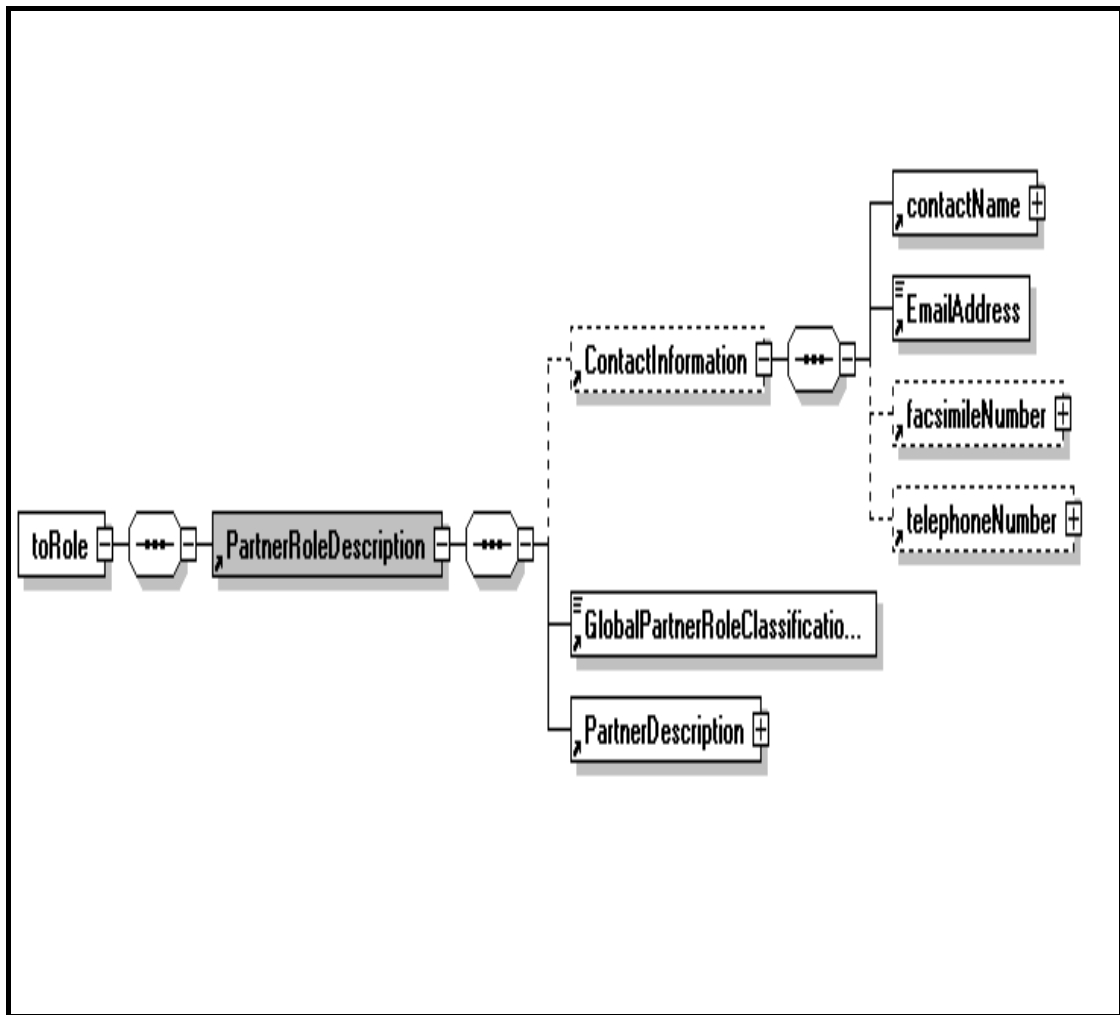 contactName
EmailAddress
ContactInformation
facsimileNumber
telephoneNumber
toRole
PartnerRoleDescription
GlobalPartnerRoleClassificatio...
PartnerDescription